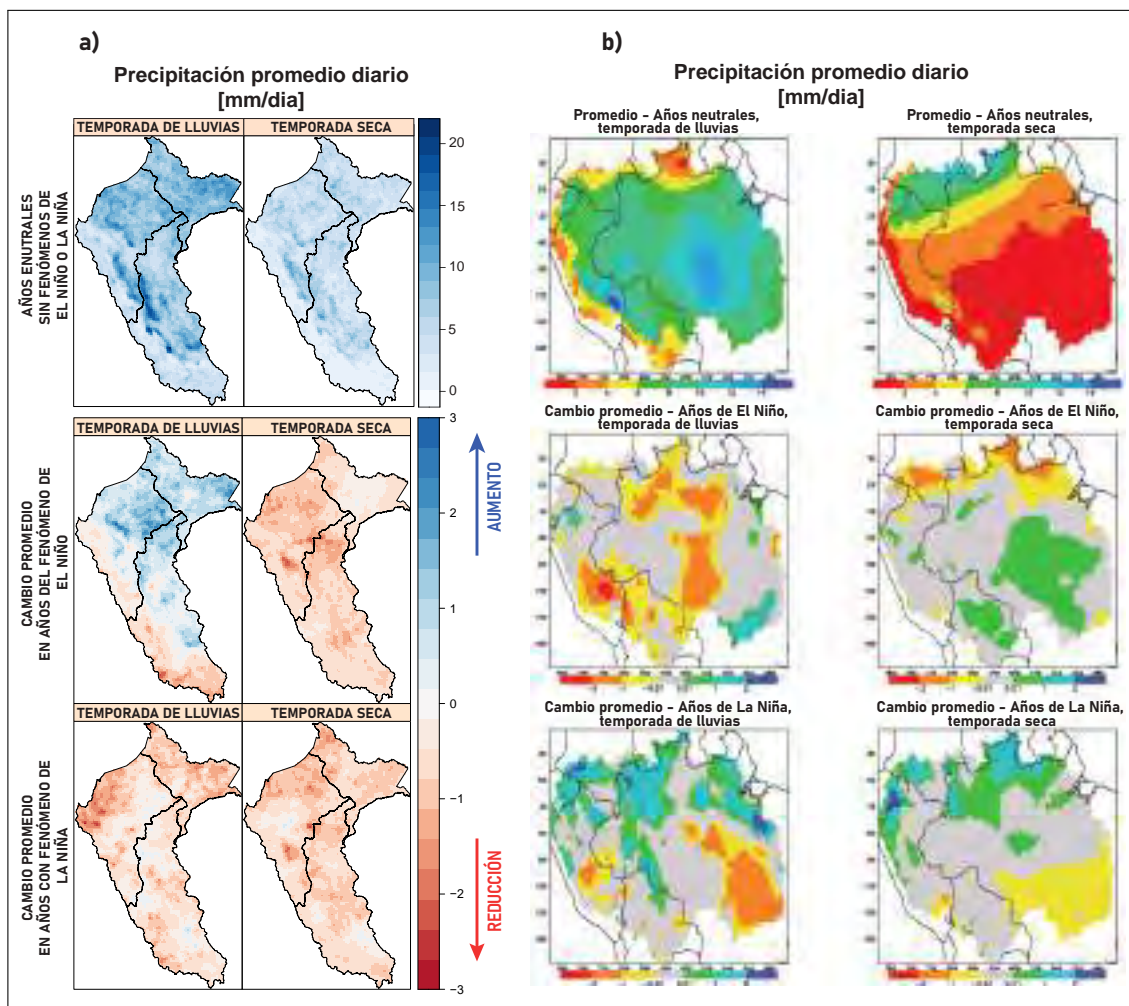 a)
Precipitación promedio diario
[mm/dia]
TEMPORADA DE LLUVIAS
TEMPORADA SECA
AÑOS ENUTRALES
SIN FENÓMENOS DE
EL NIÑO O LA NIÑA
20
15
10
5
0
TEMPORADA DE LLUVIAS
TEMPORADA SECA
CAMBIO PROMEDIO
EN AÑOS DEL FENÓMENO DE
EL NIÑO
3
2
1
0
−1
−2
−3
AUMENTO
REDUCCIÓN
TEMPORADA DE LLUVIAS
TEMPORADA SECA
CAMBIO PROMEDIO
EN AÑOS CON FENÓMENO DE
LA NIÑA
b)
Precipitación promedio diario
[mm/dia]
Promedio - Años neutrales,
temporada de lluvias
Promedio - Años neutrales,
temporada seca
Cambio promedio - Años de El Niño,
temporada de lluvias
Cambio promedio - Años de El Niño,
temporada seca
Cambio promedio - Años de La Niña,
temporada de lluvias
Cambio promedio - Años de La Niña,
temporada seca